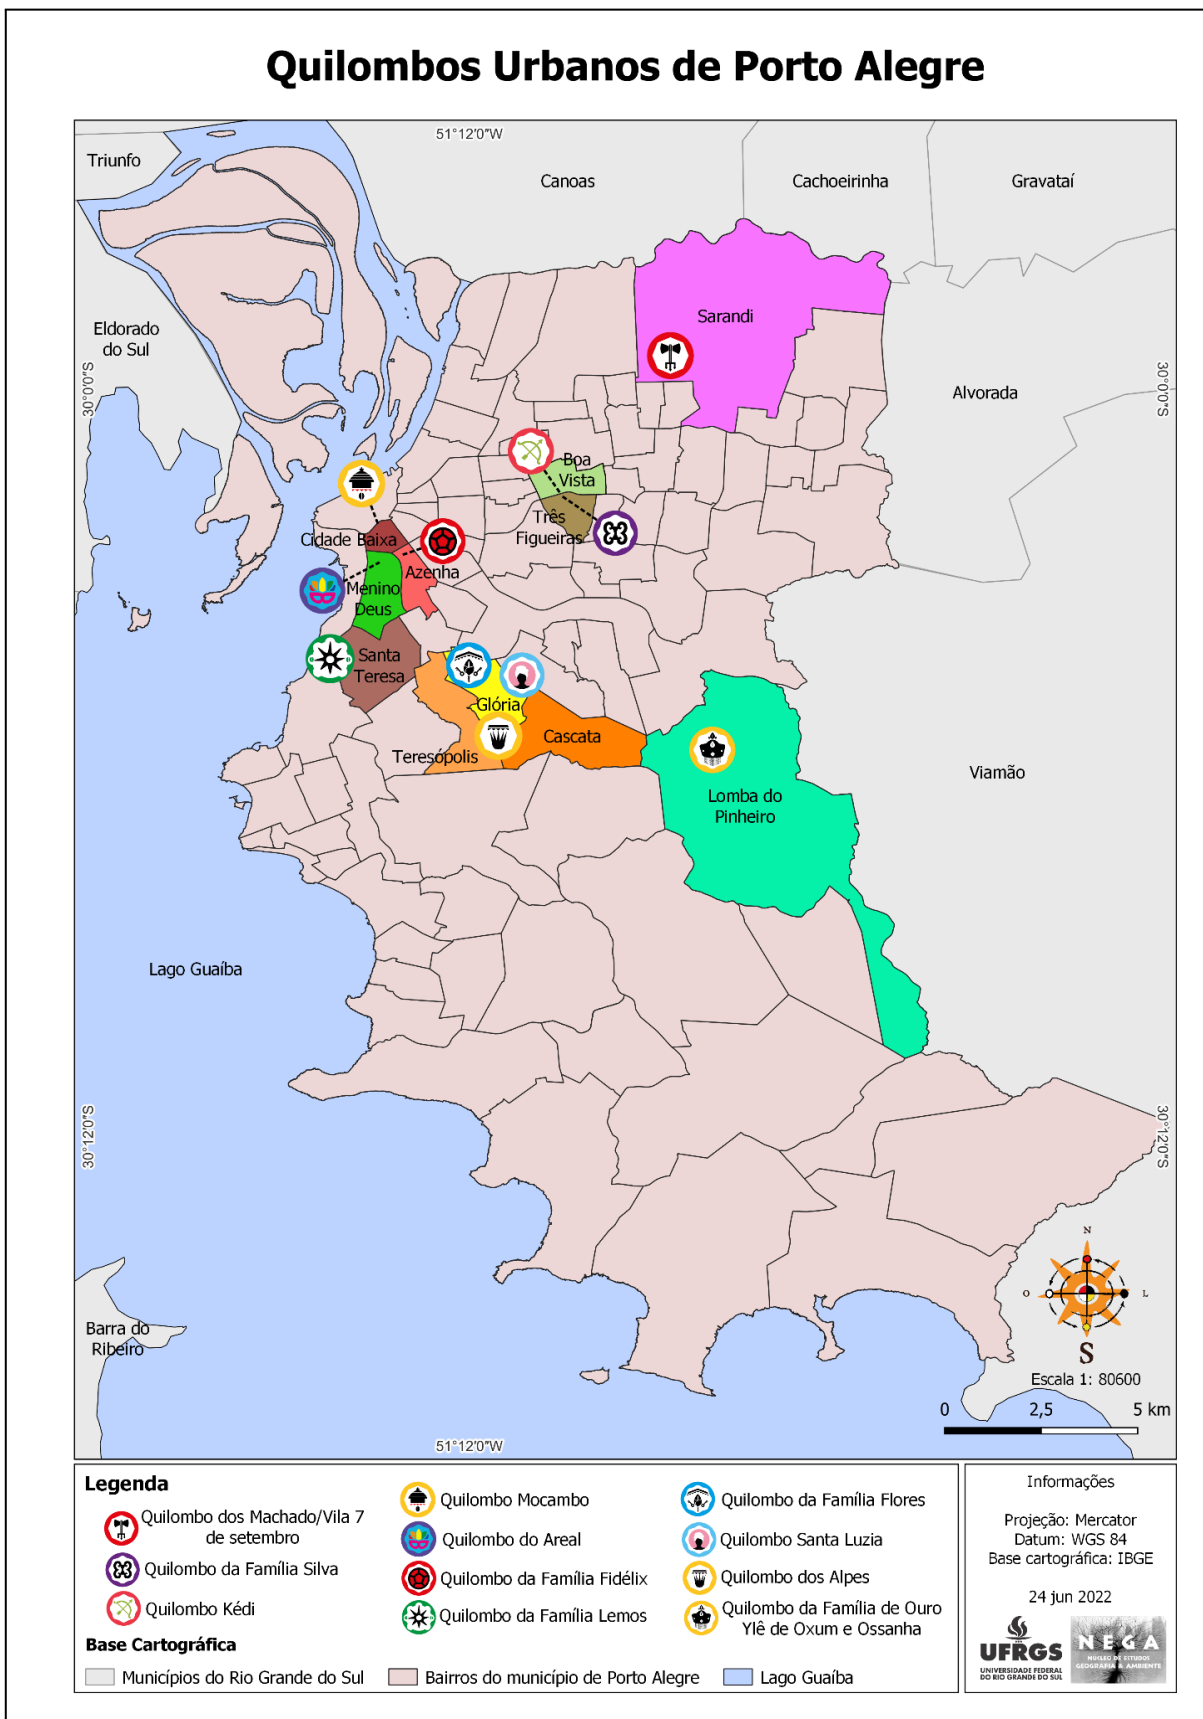 Quilombos Urbanos de Porto Alegre
51°12'0"W
Triunfo
Canoas
Cachoeirinha
Gravataí
Eldorado
do Sul
Sarandi
30°0'0"S
30°0'0"S
Alvorada
Boa
Vista
Três
Figueiras
Cidade Baixa
Azenha
Menino
Deus
Santa
Teresa
Glória
Cascata
Teresópolis
Viamão
Lomba do
Pinheiro
Lago Guaíba
30°12'0"S
30°12'0"S
N
O
L
S
Barra do
Ribeiro
Escala 1: 80600
0 2,5 5 km
51°12'0"W
Legenda
Quilombo dos Machado/Vila 7
de setembro
Quilombo da Família Silva
Quilombo Kédi
Quilombo Mocambo
Quilombo do Areal
Quilombo da Família Fidélix
Quilombo da Família Lemos
Quilombo da Família Flores
Quilombo Santa Luzia
Quilombo dos Alpes
Quilombo da Família de Ouro
Ylê de Oxum e Ossanha
Base Cartográfica
Municípios do Rio Grande do Sul
Bairros do município de Porto Alegre
Lago Guaíba
Informações
Projeção: Mercator
Datum: WGS 84
Base cartográfica: IBGE
24 jun 2022
UFRGS
UNIVERSIDADE FEDERAL
DO RIO GRANDE DO SUL
NEGA
NÚCLEO DE ESTUDOS
GEOGRAFIA & AMBIENTE